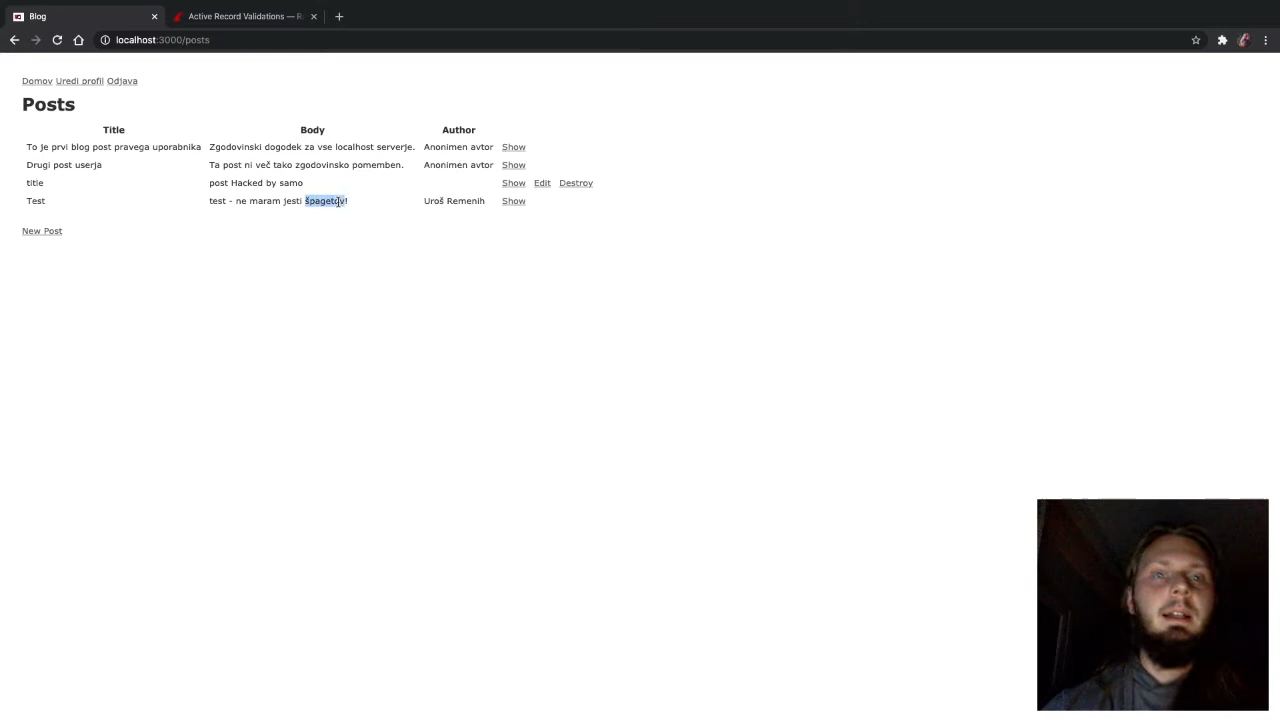 Blog
Active Record Validations — R
localhost:3000/posts
Domov Uredi profil Odjava
Posts
Title Body Author
To je prvi blog post pravega uporabnika Zgodovinski dogodek za vse localhost serverje. Anonimen avtor Show
Drugi post userja Ta post ni več tako zgodovinsko pomemben. Anonimen avtor Show
title post Hacked by samo Show Edit Destroy
Test test - ne maram jesti špagetov! Uroš Remenih Show
New Post